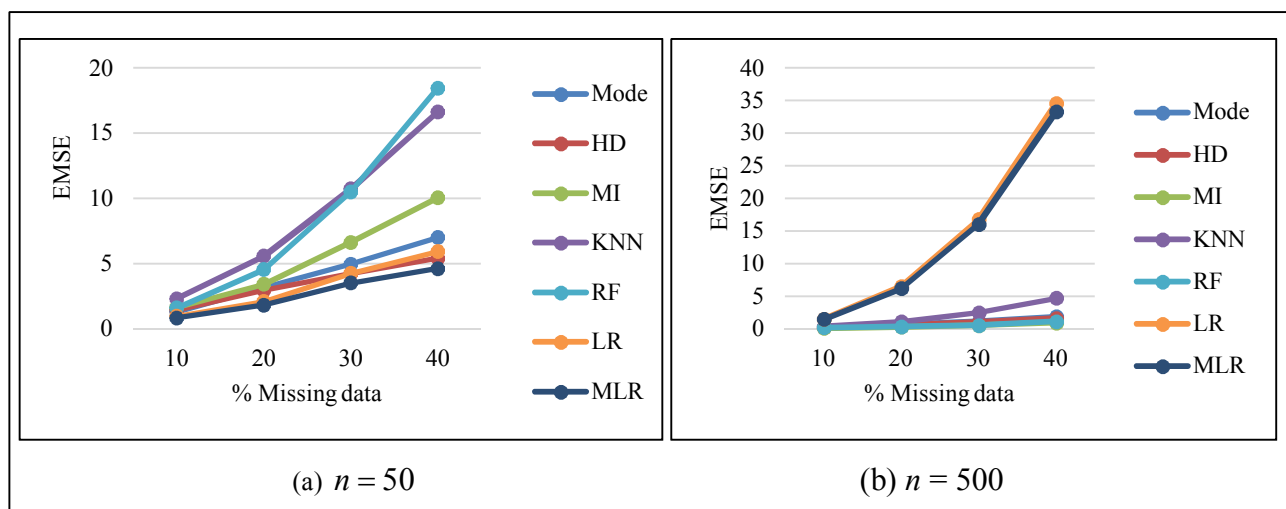 20
15
10
5
0
EMSE
10 20 30 40
% Missing data
Mode
HD
MI
KNN
RF
LR
MLR
(a) n = 50
40
35
30
25
20
15
10
5
0
EMSE
10 20 30 40
% Missing data
Mode
HD
MI
KNN
RF
LR
MLR
(b) n = 500